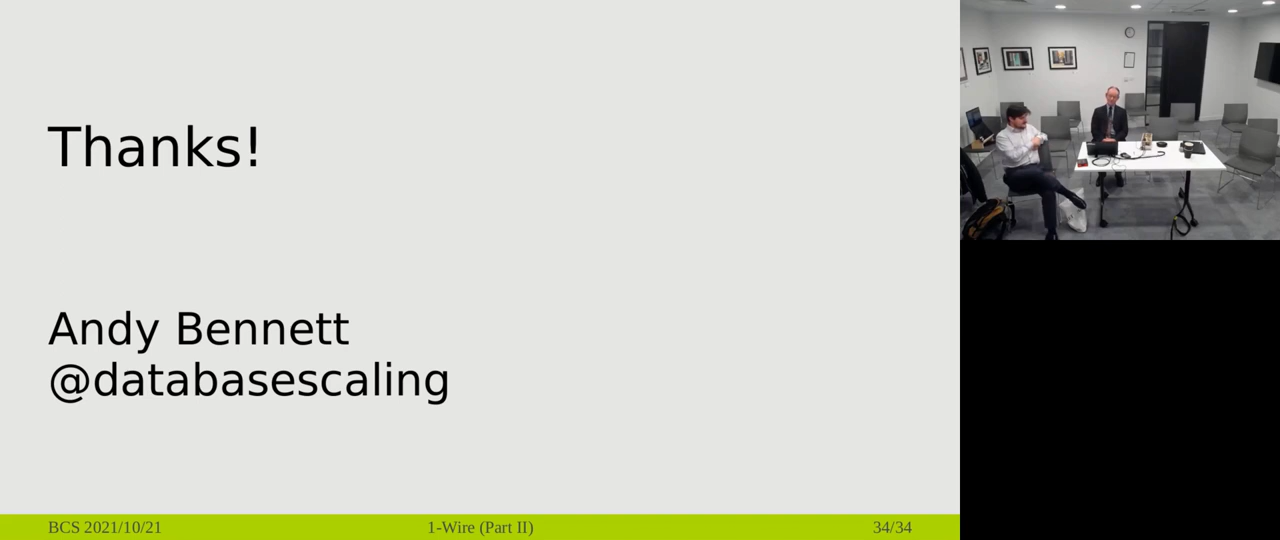 Thanks!
Andy Bennett
@databasescaling
BCS 2021/10/21
1-Wire (Part II)
34/34